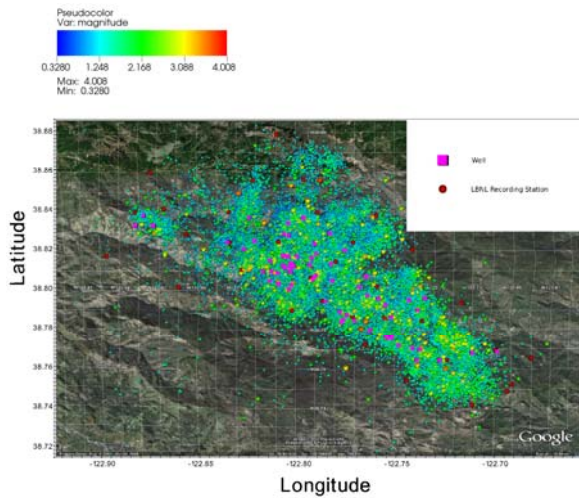 Pseudocolor
Var: magnitude
0.3280 1.248 2.168 3.088 4.008
Max: 4.008
Min: 0.3280
38.88
38.86
38.84
38.82
38.80
38.78
38.76
38.74
38.72
Latitude
Well
LBNL Recording Station
Google
-122.90 -122.85 -122.80 -122.75 -122.70
Longitude